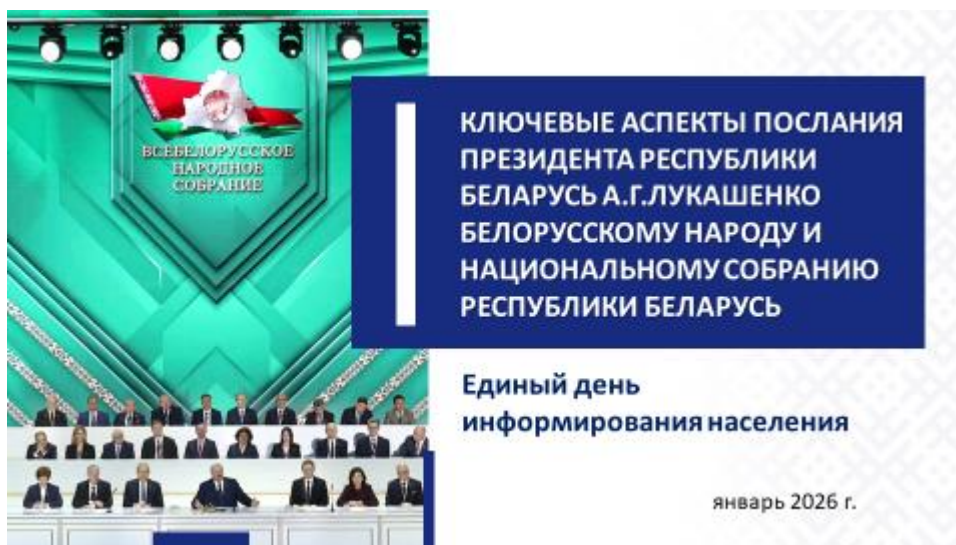 ВСЕБЕЛОРУССКОЕ
НАРОДНОЕ
СОБРАНИЕ
КЛЮЧЕВЫЕ АСПЕКТЫ ПОСЛАНИЯ
ПРЕЗИДЕНТА РЕСПУБЛИКИ
БЕЛАРУСЬ А.Г.ЛУКАШЕНКО
БЕЛОРУССКОМУ НАРОДУ И
НАЦИОНАЛЬНОМУ СОБРАНИЮ
РЕСПУБЛИКИ БЕЛАРУСЬ
Единый день
информирования населения
январь 2026 г.